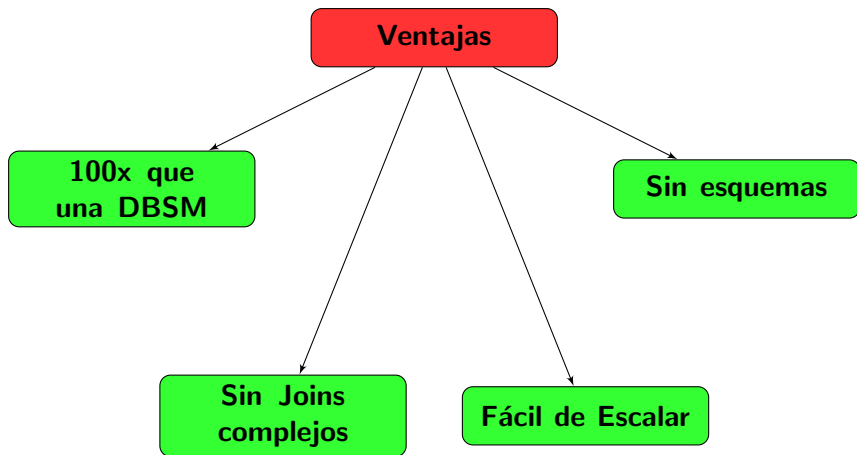 Ventajas
100x que
una DBSM
Sin esquemas
Sin Joins
complejos
Fácil de Escalar